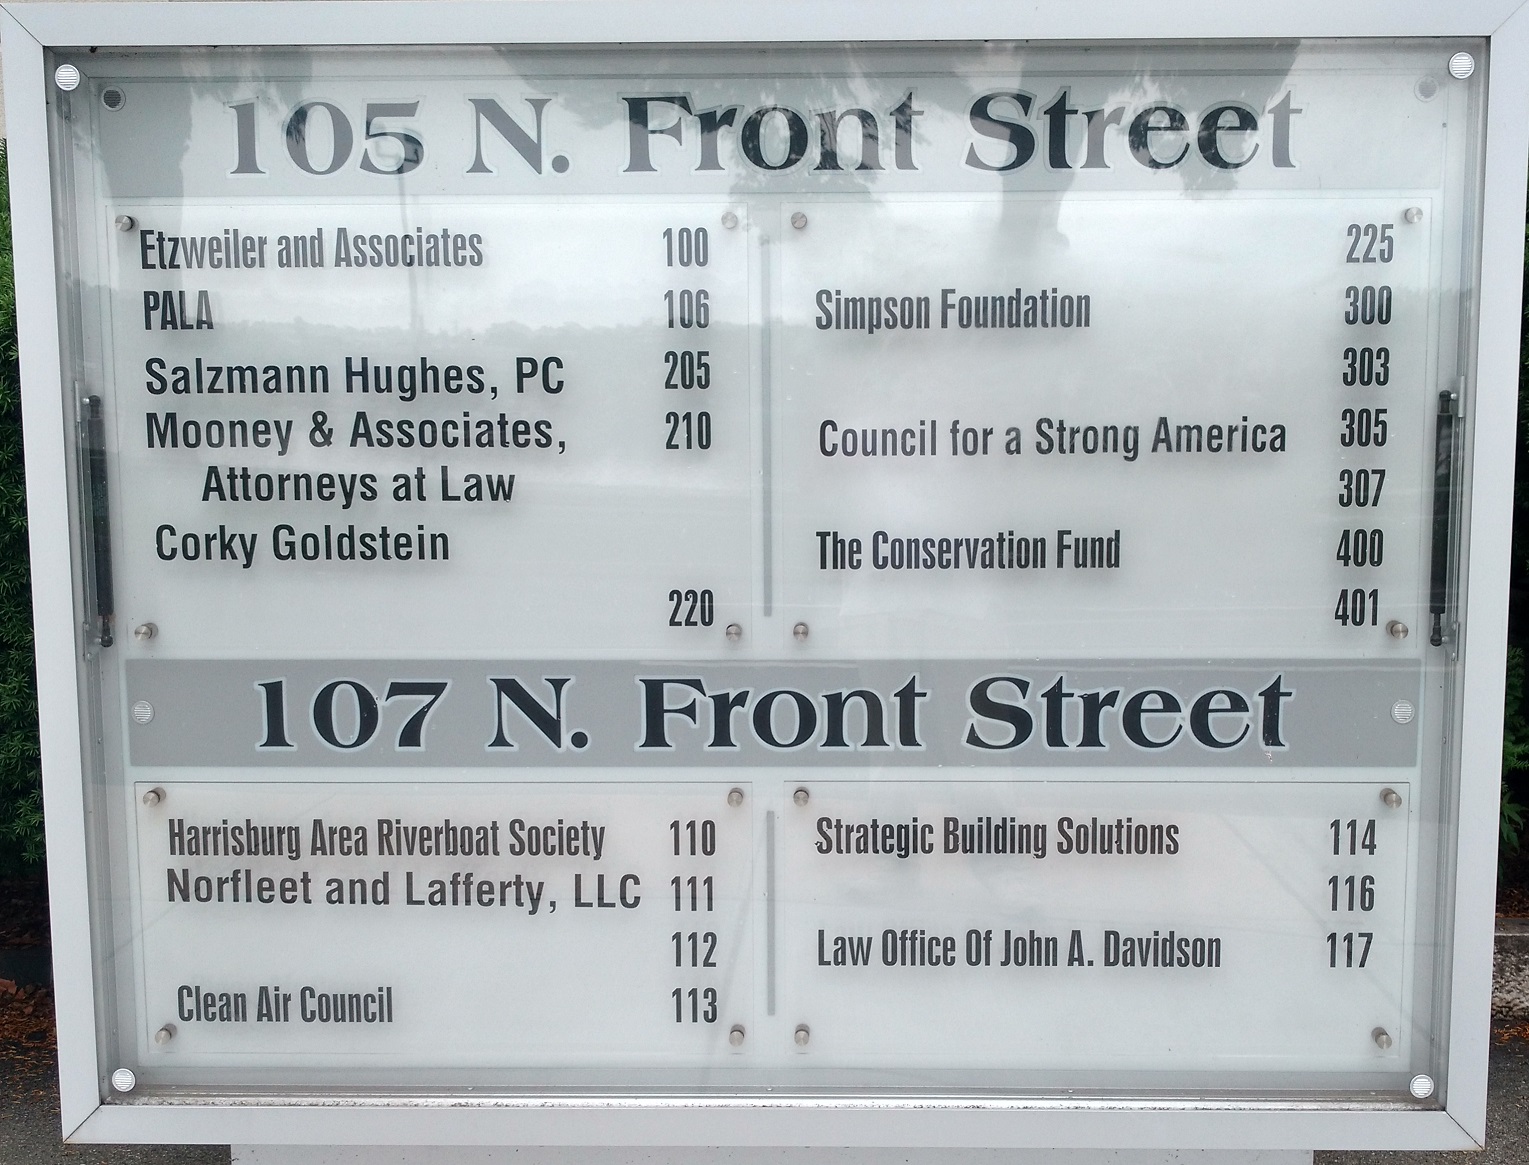 105 N. Front Street
Etzweiler and Associates 100
PALA 106
Salzmann Hughes, PC 205
Mooney & Associates, 210
Attorneys at Law
Corky Goldstein
220
225
Simpson Foundation 300
303
Council for a Strong America 305
307
The Conservation Fund 400
401
107 N. Front Street
Harrisburg Area Riverboat Society 110
Norfleet and Lafferty, LLC 111
112
Clean Air Council 113
Strategic Building Solutions 114
116
Law Office Of John A. Davidson 117